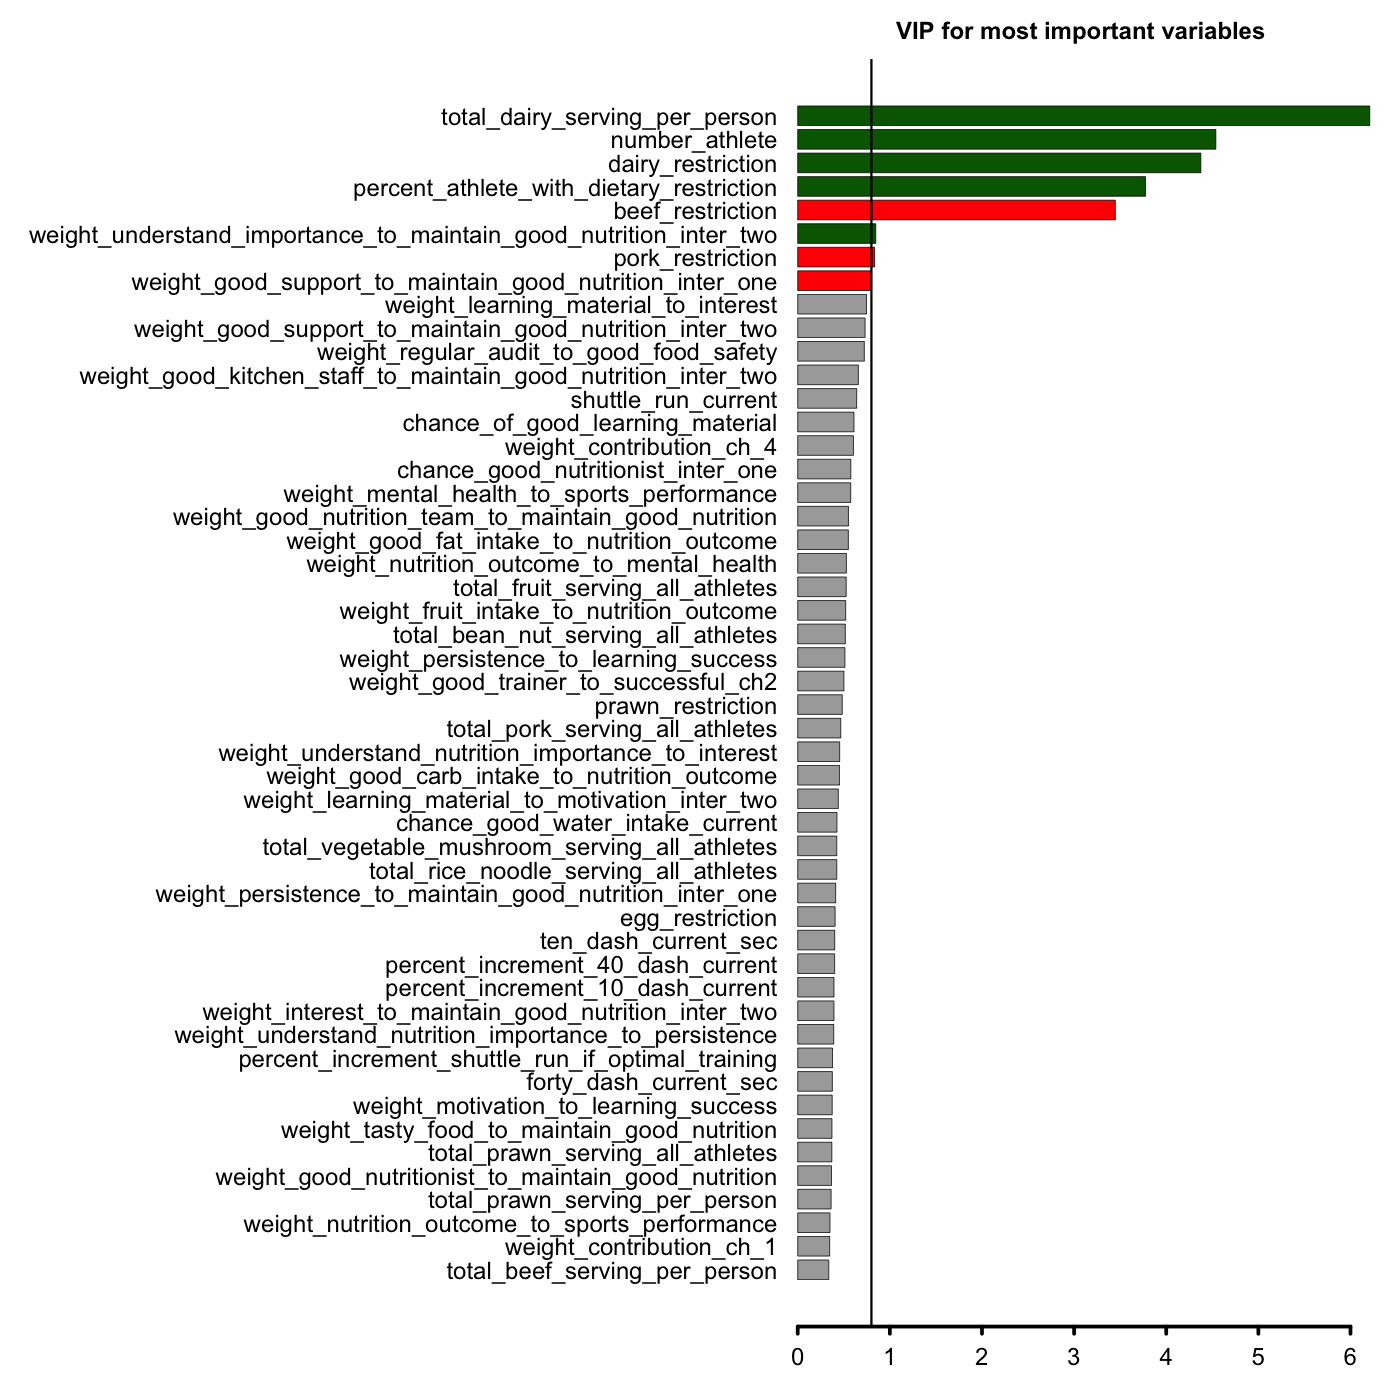 VIP for most important variables
total_dairy_serving_per_person
number_athlete
dairy_restriction
percent_athlete_with_dietary_restriction
beef_restriction
weight_understand_importance_to_maintain_good_nutrition_inter_two
pork_restriction
weight_good_support_to_maintain_good_nutrition_inter_one
weight_learning_material_to_interest
weight_good_support_to_maintain_good_nutrition_inter_two
weight_regular_audit_to_good_food_safety
weight_good_kitchen_staff_to_maintain_good_nutrition_inter_two
shuttle_run_current
chance_of_good_learning_material
weight_contribution_ch_4
chance_good_nutritionist_inter_one
weight_mental_health_to_sports_performance
weight_good_nutrition_team_to_maintain_good_nutrition
weight_good_fat_intake_to_nutrition_outcome
weight_nutrition_outcome_to_mental_health
total_fruit_serving_all_athletes
weight_fruit_intake_to_nutrition_outcome
total_bean_nut_serving_all_athletes
weight_persistence_to_learning_success
weight_good_trainer_to_successful_ch2
prawn_restriction
total_pork_serving_all_athletes
weight_understand_nutrition_importance_to_interest
weight_good_carb_intake_to_nutrition_outcome
weight_learning_material_to_motivation_inter_two
chance_good_water_intake_current
total_vegetable_mushroom_serving_all_athletes
total_rice_noodle_serving_all_athletes
weight_persistence_to_maintain_good_nutrition_inter_one
egg_restriction
ten_dash_current_sec
percent_increment_40_dash_current
percent_increment_10_dash_current
weight_interest_to_maintain_good_nutrition_inter_two
weight_understand_nutrition_importance_to_persistence
percent_increment_shuttle_run_if_optimal_training
forty_dash_current_sec
weight_motivation_to_learning_success
weight_tasty_food_to_maintain_good_nutrition
total_prawn_serving_all_athletes
weight_good_nutritionist_to_maintain_good_nutrition
total_prawn_serving_per_person
weight_nutrition_outcome_to_sports_performance
weight_contribution_ch_1
total_beef_serving_per_person
0 1 2 3 4 5 6